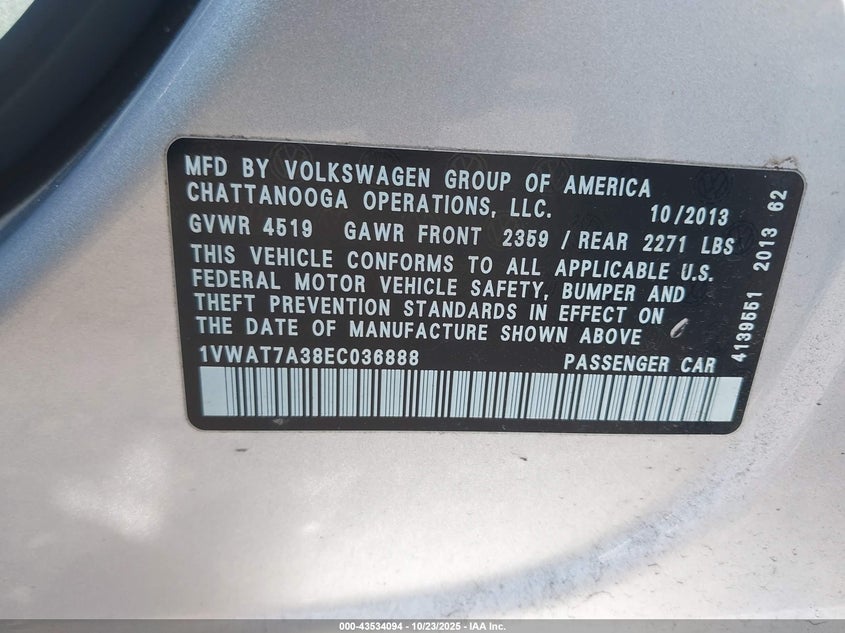 MFD BY VOLKSWAGEN GROUP OF AMERICA
CHATTANOOGA OPERATIONS, LLC. 10/2013
GVWR 4519 GAWR FRONT 2359 / REAR 2271 LBS
THIS VEHICLE CONFORMS TO ALL APPLICABLE U.S.
FEDERAL MOTOR VEHICLE SAFETY, BUMPER AND
THEFT PREVENTION STANDARDS IN EFFECT ON
THE DATE OF MANUFACTURE SHOWN ABOVE
1VWAT7A38EC036888 PASSENGER CAR
4139551 2013 62
000-43534094 - 10/23/2025 - IAA Inc.